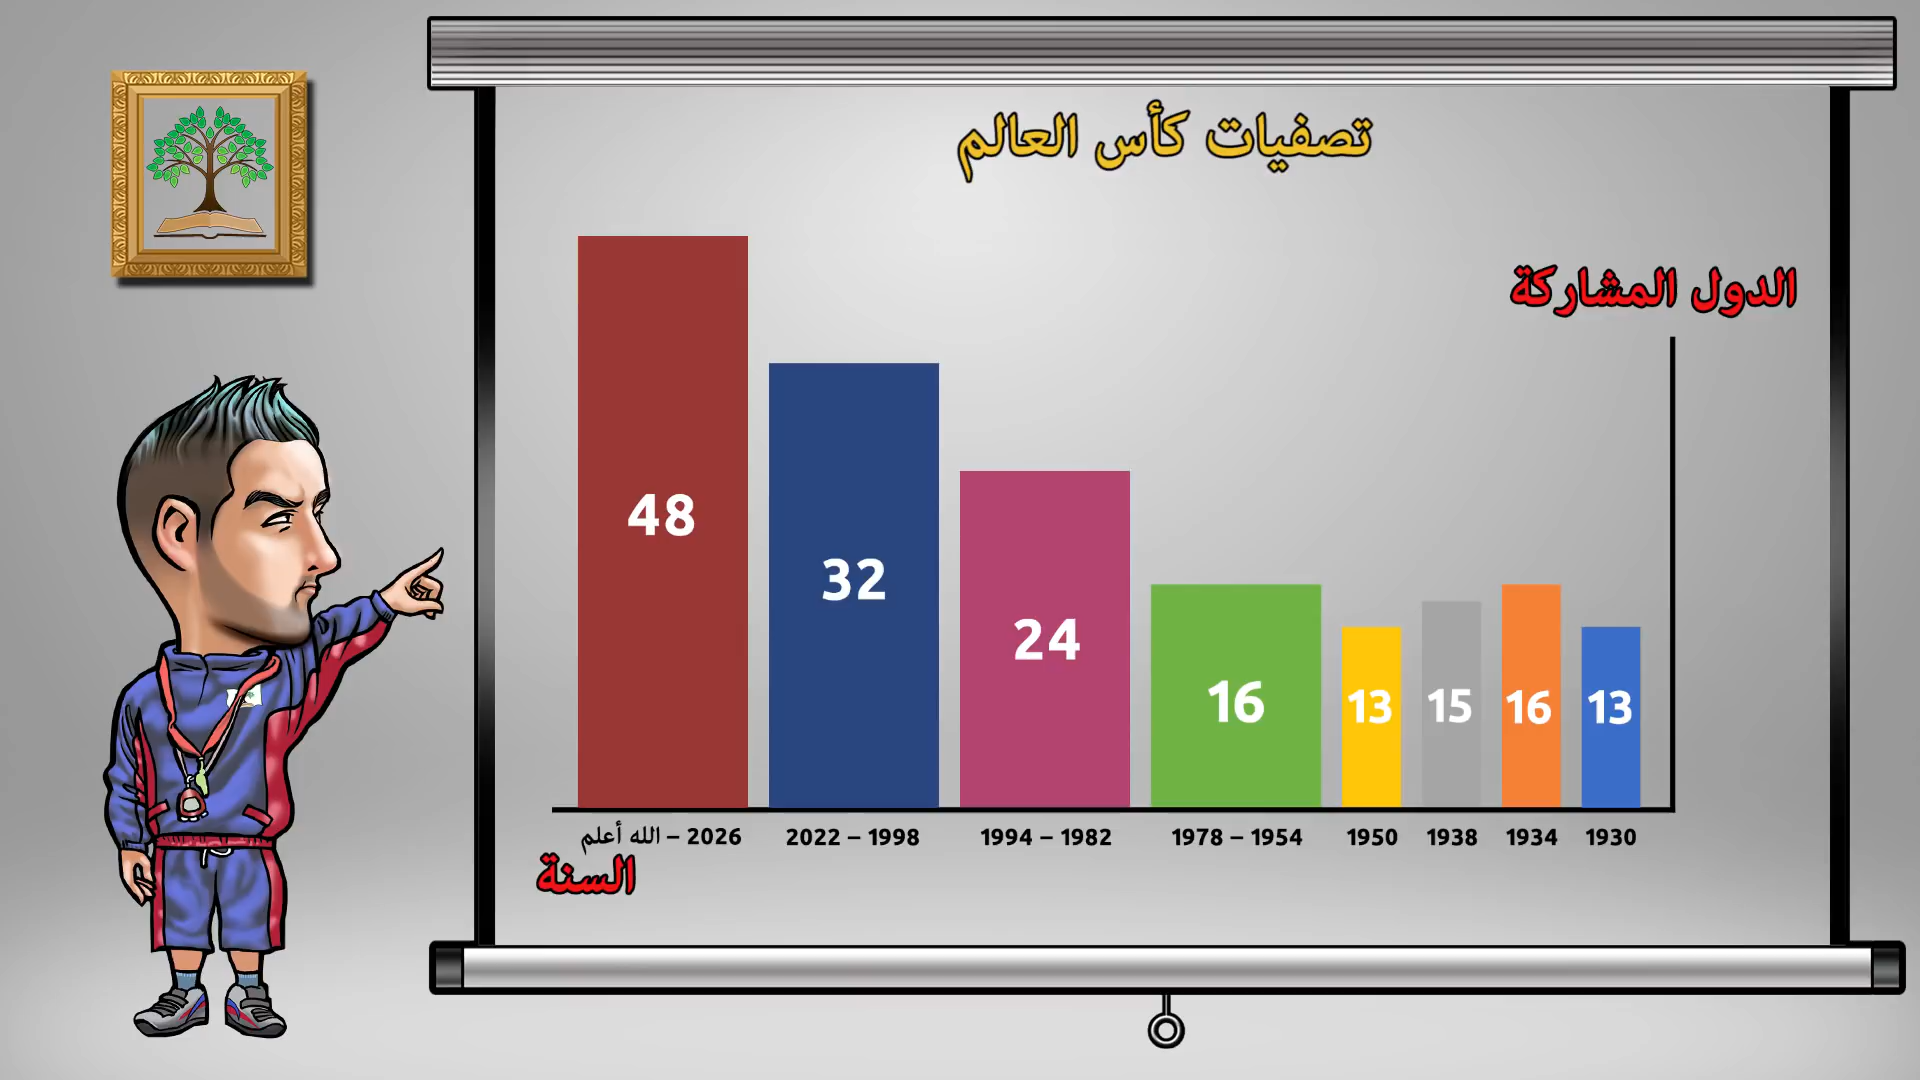 تصفيات كأس العالم
الدول المشاركة
13
16
15
13
16
24
32
48
1930
1934
1938
1950
1954 – 1978
1982 – 1994
1998 – 2022
2026 – الله أعلم
السنة